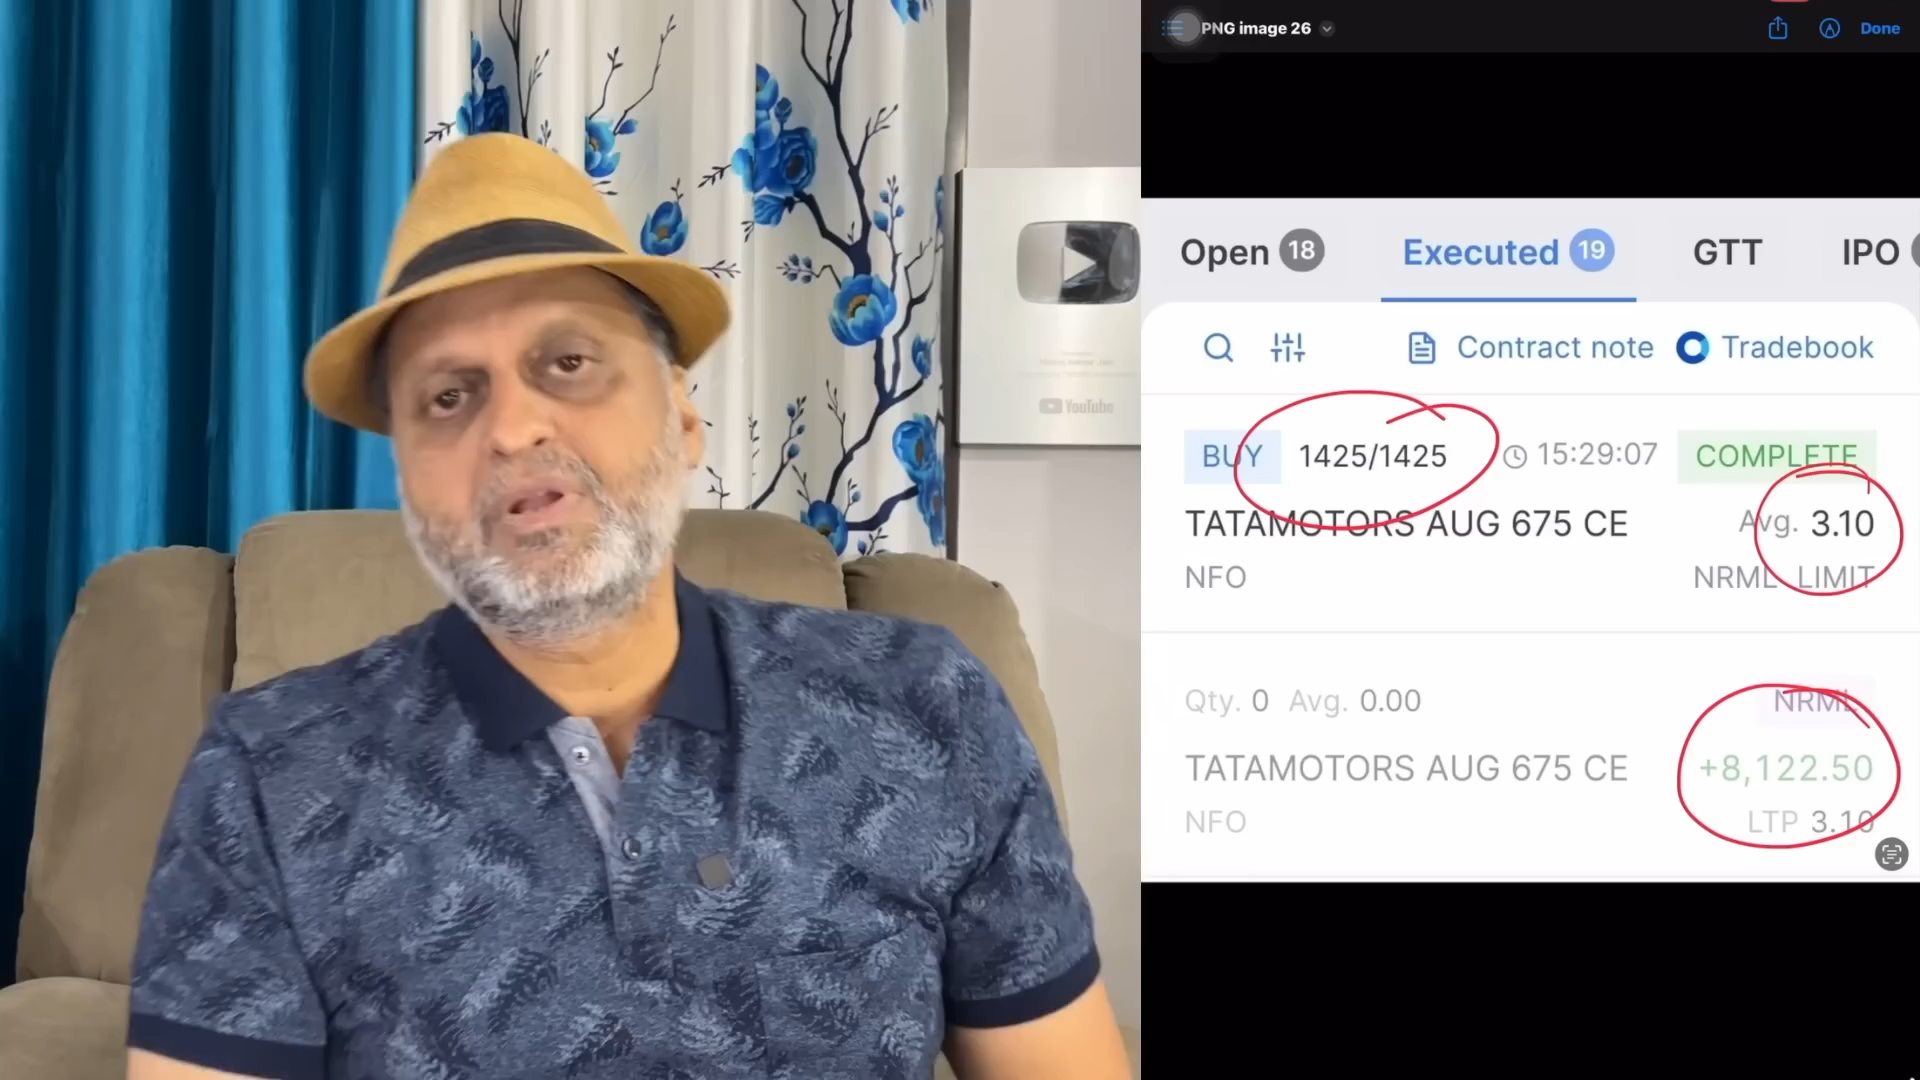 PNG image 26
Done
Open 18
Executed 19
GTT
IPO
Contract note
Tradebook
BUY 1425/1425
15:29:07
COMPLETE
TATAMOTORS AUG 675 CE
Avg. 3.10
NFO
NRML LIMIT
Qty. 0 Avg. 0.00
NRML
TATAMOTORS AUG 675 CE
+8,122.50
NFO
LTP 3.10
YouTube